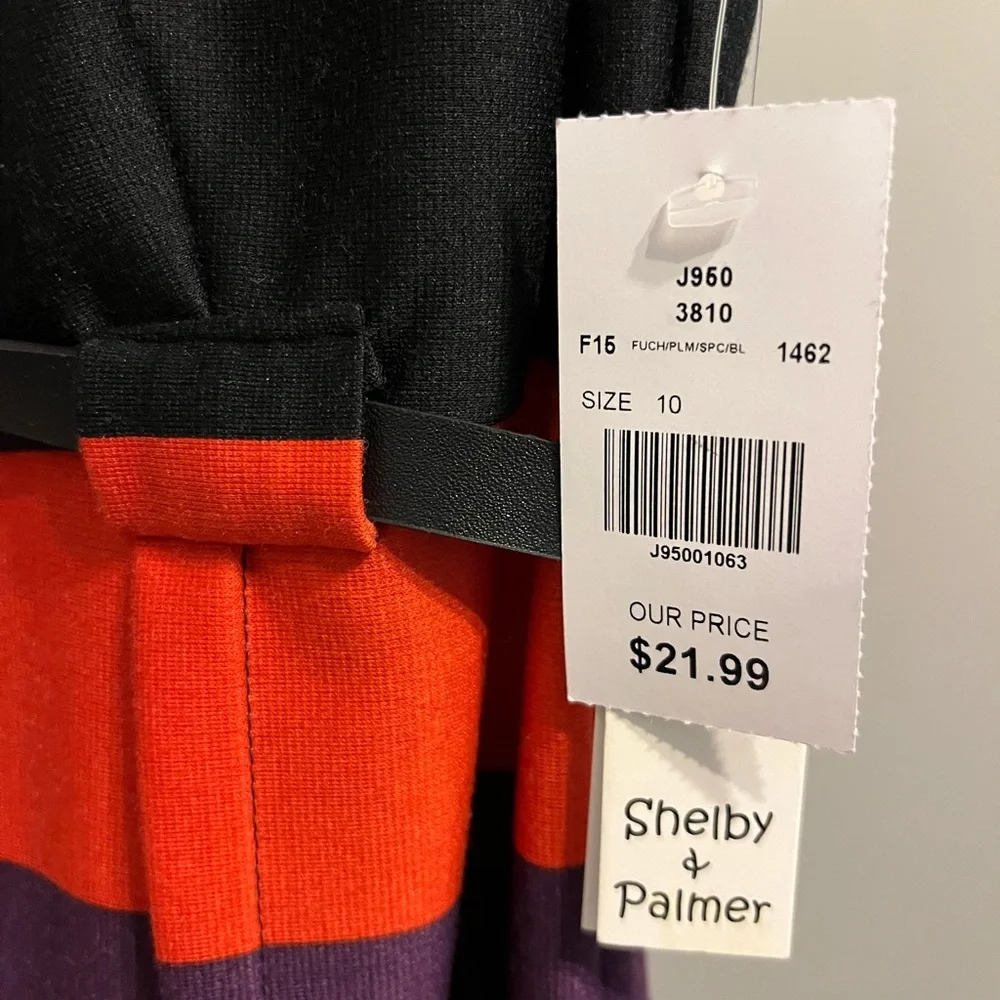 J950
3810
F15 FUCH/PLM/SPC/BL 1462
SIZE 10
J95001063
OUR PRICE
$21.99
Shelby
&
Palmer